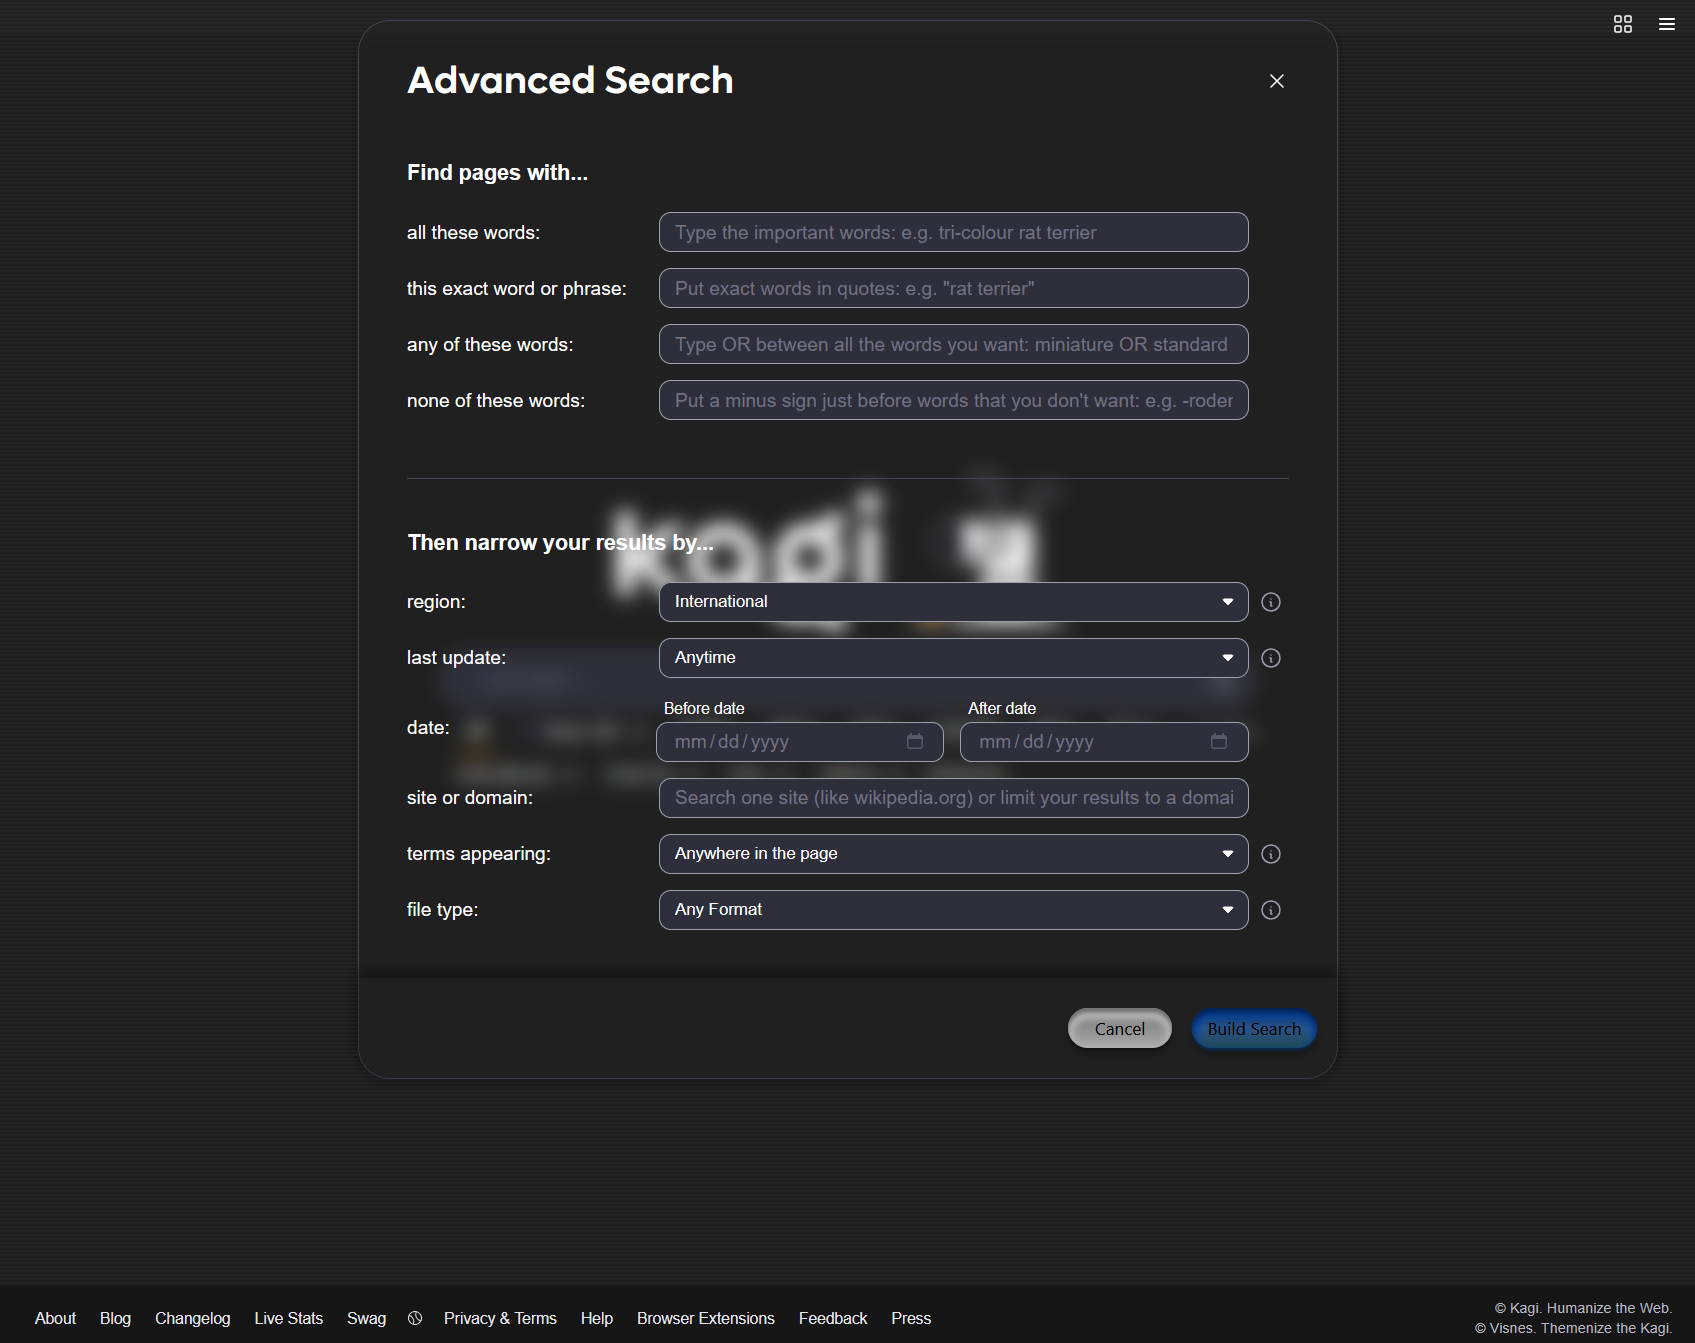 Advanced Search
Find pages with...
all these words:
Type the important words: e.g. tri-colour rat terrier
this exact word or phrase:
Put exact words in quotes: e.g. "rat terrier"
any of these words:
Type OR between all the words you want: miniature OR standard
none of these words:
Put a minus sign just before words that you don't want: e.g. -roder
kagi
Then narrow your results by...
region:
International
last update:
Anytime
date:
Before date
After date
mm/dd/yyyy
mm/dd/yyyy
site or domain:
Search one site (like wikipedia.org) or limit your results to a domai
terms appearing:
Anywhere in the page
file type:
Any Format
Cancel
Build Search
About Blog Changelog Live Stats Swag Privacy & Terms Help Browser Extensions Feedback Press
© Kagi. Humanize the Web.
© Visnes. Themenize the Kagi.